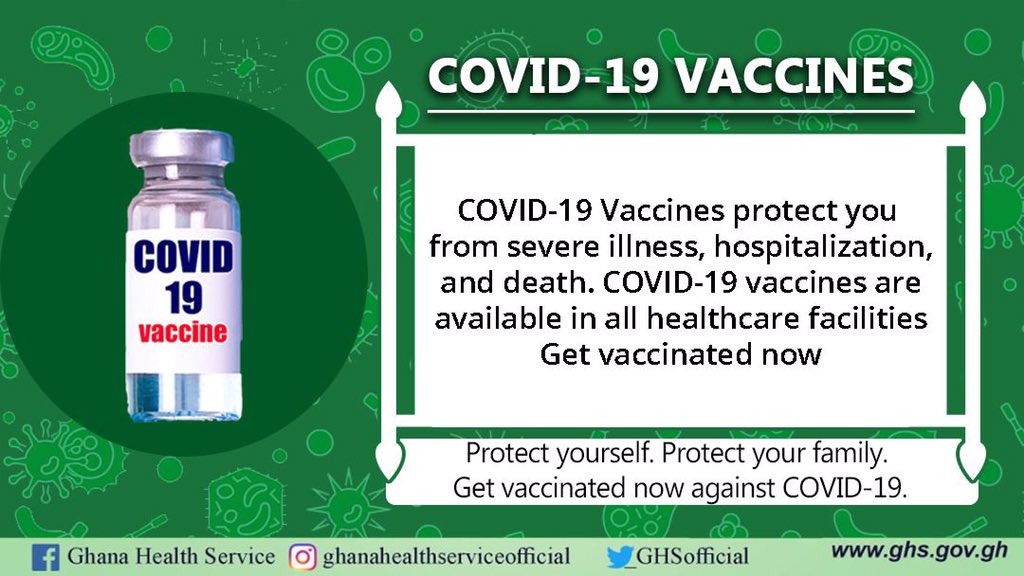 COVID-19 VACCINES
COVID
19
vaccine
COVID-19 Vaccines protect you
from severe illness, hospitalization,
and death. COVID-19 vaccines are
available in all healthcare facilities
Get vaccinated now
Protect yourself. Protect your family.
Get vaccinated now against COVID-19.
Ghana Health Service ghanahealthserviceofficial _GHSofficial www.ghs.gov.gh